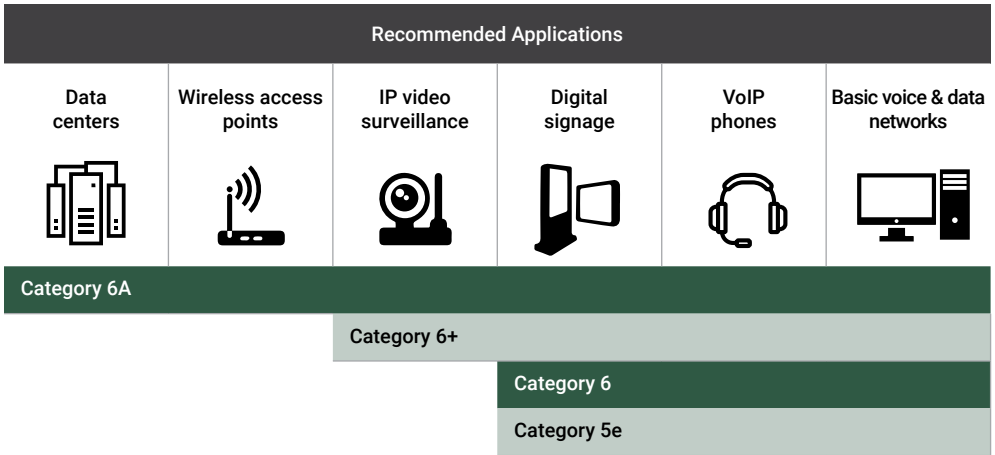 Recommended Applications
Data
centers
Wireless access
points
IP video
surveillance
Digital
signage
VoIP
phones
Basic voice & data
networks
Category 6A
Category 6+
Category 6
Category 5e